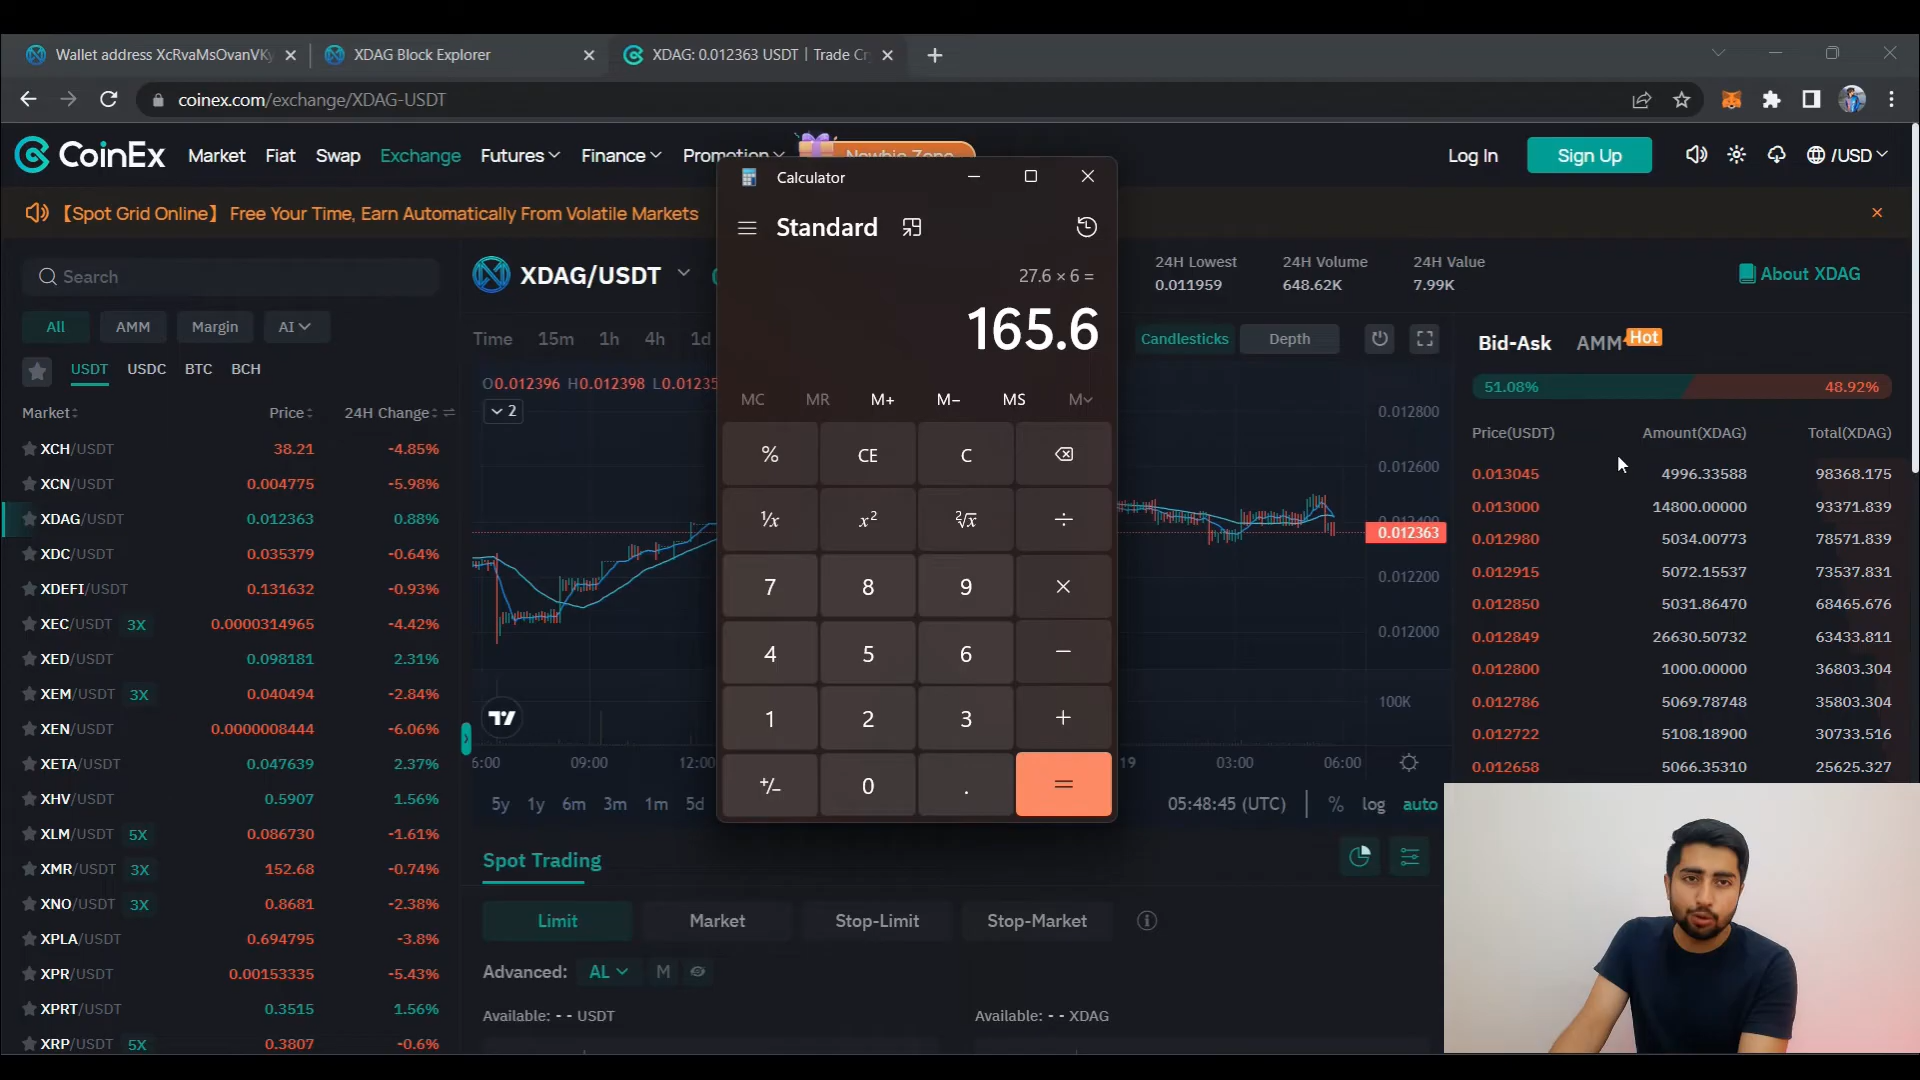 Wallet address XcRvaMsOvanVKy
XDAG Block Explorer
XDAG: 0.012363 USDT | Trade Cr
coinex.com/exchange/XDAG-USDT
CoinEx Market Fiat Swap Exchange Futures Finance Promotion Newbie Zone Log In Sign Up /USD
【Spot Grid Online】 Free Your Time, Earn Automatically From Volatile Markets
Search
All AMM Margin AI
USDT USDC BTC BCH
Market Price 24H Change
XCH/USDT 38.21 -4.85%
XCN/USDT 0.004775 -5.98%
XDAG/USDT 0.012363 0.88%
XDC/USDT 0.035379 -0.64%
XDEFI/USDT 0.131632 -0.93%
XEC/USDT 3X 0.0000314965 -4.42%
XED/USDT 0.098181 2.31%
XEM/USDT 3X 0.040494 -2.84%
XEN/USDT 0.0000008444 -6.06%
XETA/USDT 0.047639 2.37%
XHV/USDT 0.5907 1.56%
XLM/USDT 5X 0.086730 -1.61%
XMR/USDT 3X 152.68 -0.74%
XNO/USDT 3X 0.8681 -2.38%
XPLA/USDT 0.694795 -3.8%
XPR/USDT 0.00153335 -5.43%
XPRT/USDT 0.3515 1.56%
XRP/USDT 5X 0.3807 -0.6%
XDAG/USDT
24H Lowest 24H Volume 24H Value
0.011959 648.62K 7.99K
About XDAG
Time 15m 1h 4h 1d
Candlesticks Depth
O0.012396 H0.012398 L0.01235
2
0.012800
0.012600
0.012363
0.012200
0.012000
100K
6:00 09:00 12:00 19 03:00 06:00
5y 1y 6m 3m 1m 5d
05:48:45 (UTC) % log auto
Calculator
Standard
27.6 × 6 =
165.6
MC MR M+ M− MS M
% CE C
¹/x x² ²√x ÷
7 8 9 ×
4 5 6 −
1 2 3 +
+/− 0 . =
Spot Trading
Limit Market Stop-Limit Stop-Market
Advanced: AL M
Available: - - USDT
Available: - - XDAG
Bid-Ask AMM Hot
51.08% 48.92%
Price(USDT) Amount(XDAG) Total(XDAG)
0.013045 4996.33588 98368.175
0.013000 14800.00000 93371.839
0.012980 5034.00773 78571.839
0.012915 5072.15537 73537.831
0.012850 5031.86470 68465.676
0.012849 26630.50732 63433.811
0.012800 1000.00000 36803.304
0.012786 5069.78748 35803.304
0.012722 5108.18900 30733.516
0.012658 5066.35310 25625.327